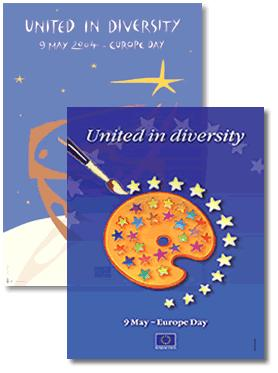 UNITED IN DIVERSITY
9 MAY 2004 - EUROPE DAY
United in diversity
9 May – Europe Day